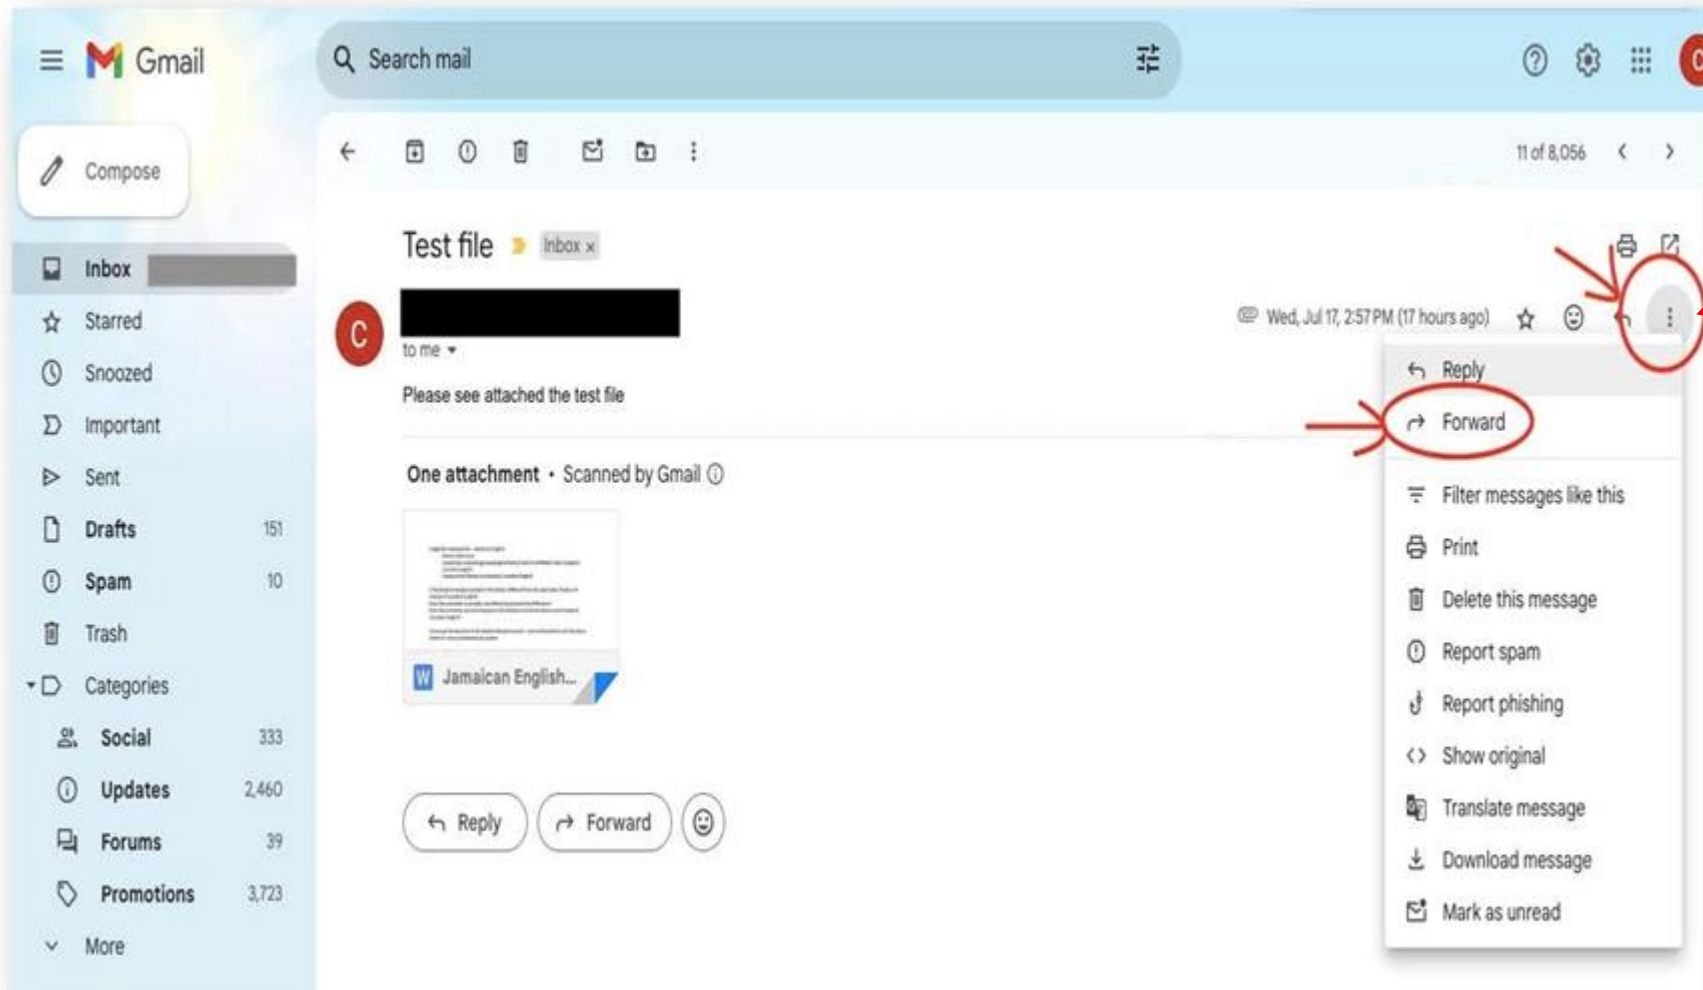 Gmail
Search mail
Compose
11 of 8,056
Test file Inbox x
Inbox
Starred
C
Wed, Jul 17, 2:57 PM (17 hours ago)
to me
Snoozed
Please see attached the test file
Important
Sent
Drafts 151
Spam 10
Trash
Categories
Social 333
Updates 2,460
Forums 39
Promotions 3,723
More
One attachment • Scanned by Gmail
W Jamaican English...
Reply Forward
Reply
Forward
Filter messages like this
Print
Delete this message
Report spam
Report phishing
Show original
Translate message
Download message
Mark as unread
C